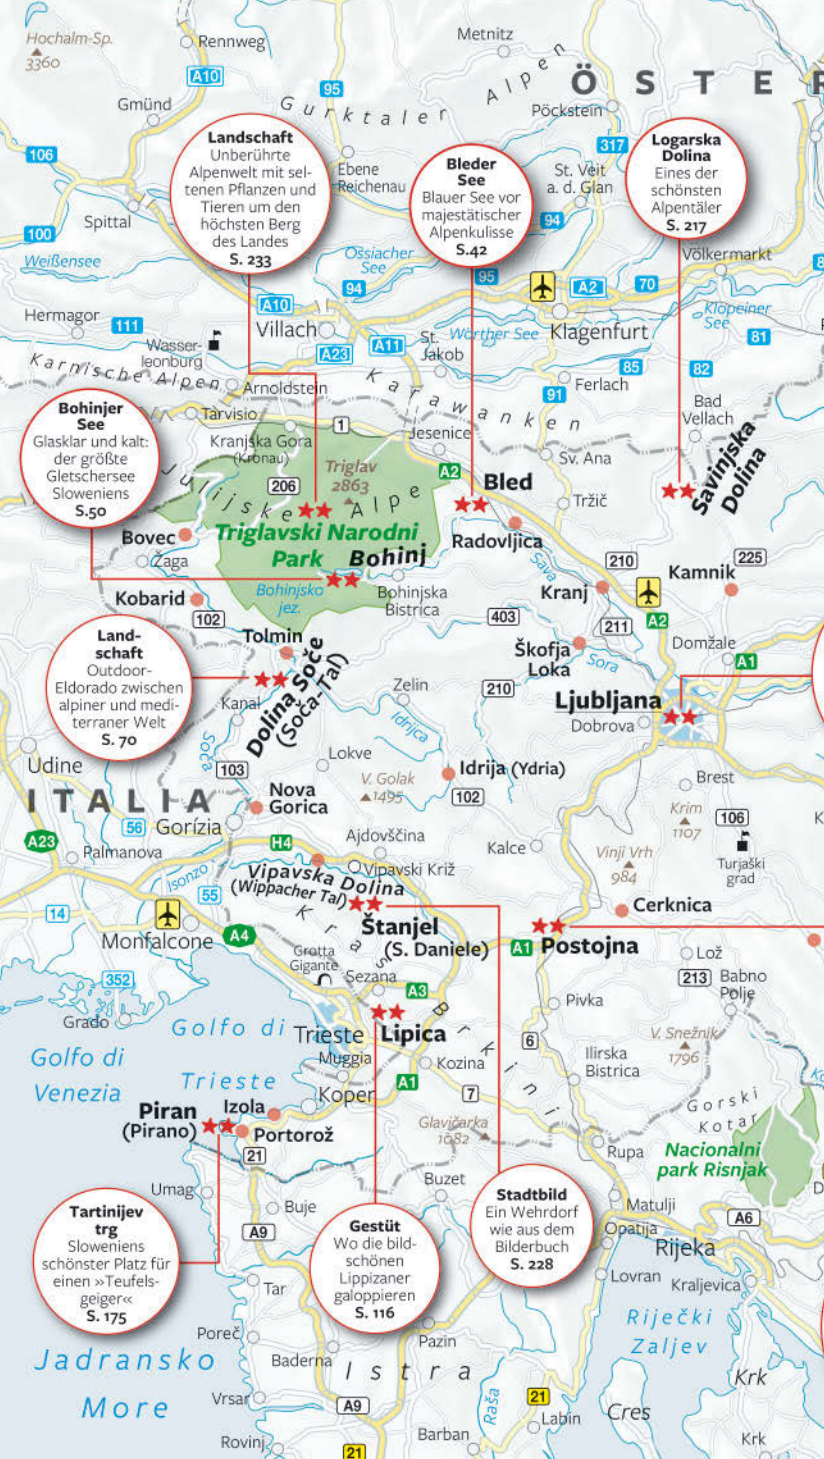 Hochalm-Sp.
3360
Rennweg
Metnitz
A10
95
Gurktaler Alpen
ÖSTER
Gmünd
Pöckstein
106
317
Landschaft
Unberührte
Alpenwelt mit sel-
tenen Pflanzen und
Tieren um den
höchsten Berg
des Landes
S. 233
Ebene
Reichenau
Bleder
See
Blauer See vor
majestätischer
Alpenkulisse
S.42
St. Veit
a. d. Glan
Logarska
Dolina
Eines der
schönsten
Alpentäler
S. 217
Spittal
100
94
Weißensee
Ossiacher
See
94
95
A2
70
Völkermarkt
8
Hermagor
111
A10
Villach
St.
Jakob
Wörther See
Klagenfurt
Klopeiner
See
81
Wasser-
leonburg
A23
A11
85
82
Karnische Alpen
Arnoldstein
Karawanken
Ferlach
91
Bad
Vellach
Bohinjer
See
Glasklar und kalt:
der größte
Gletschersee
Sloweniens
S.50
Tarvisio
Kranjska Gora
(Kronau)
1
Jesenice
Sv. Ana
Savinjska
Dolina
Julijske Alpe
Triglav
2863
206
A2
Bled
Tržič
Bovec
Triglavski Narodni
Park
Radovljica
Žaga
Bohinj
Sava
210
225
Kamnik
Kobarid
Bohinjsko
jez.
Bohinjska
Bistrica
Kranj
102
403
211
A2
Land-
schaft
Outdoor-
Eldorado zwischen
alpiner und medi-
terraner Welt
S. 70
Tolmin
Škofja
Loka
Sora
Domžale
A1
Dolina Soče
(Soča-Tal)
Zelin
210
Kanal
Ljubljana
Dobrova
Idrijca
Soča
Udine
Lokve
103
V. Golak
1495
Idrija (Ydria)
102
Brest
ITALIA
Nova
Gorica
Krim
1107
106
K
56
Gorízia
A23
Palmanova
H4
Ajdovščina
Kalce
Vinji Vrh
984
Turjaški
grad
Isonzo
Vipavska Dolina
(Wippacher Tal)
Vipavski Križ
55
14
Cerknica
Monfalcone
A4
Kras
Štanjel
(S. Daniele)
A1
Postojna
Grotta
Gigante
352
Sezana
Lož
213
Babno
Polje
A3
Grado
Golfo di
Trieste
Golfo di
Venezia
Trieste
Lipica
Brkini
Pivka
Muggia
Kozina
6
V. Snežnik
1796
Ilirska
Bistrica
Koper
A1
7
Piran
(Pirano)
Izola
Portorož
Glavičarka
1082
Gorski
Kotar
21
Rupa
Nacionalni
park Risnjak
Umag
Buzet
Matulji
Tartinijev
trg
Sloweniens
schönster Platz für
einen »Teufels-
geiger«
S. 175
Buje
A9
Gestüt
Wo die bild-
schönen
Lippizaner
galoppieren
S. 116
Stadtbild
Ein Wehrdorf
wie aus dem
Bilderbuch
S. 228
Opatija
A6
Rijeka
Lovran
Kraljevica
Tar
Poreč
Pazin
Riječki
Zaljev
Jadransko
More
Baderna
Istra
Krk
Vrsar
A9
Raša
21
Labin
Cres
Barban
Krk
Rovinj
21